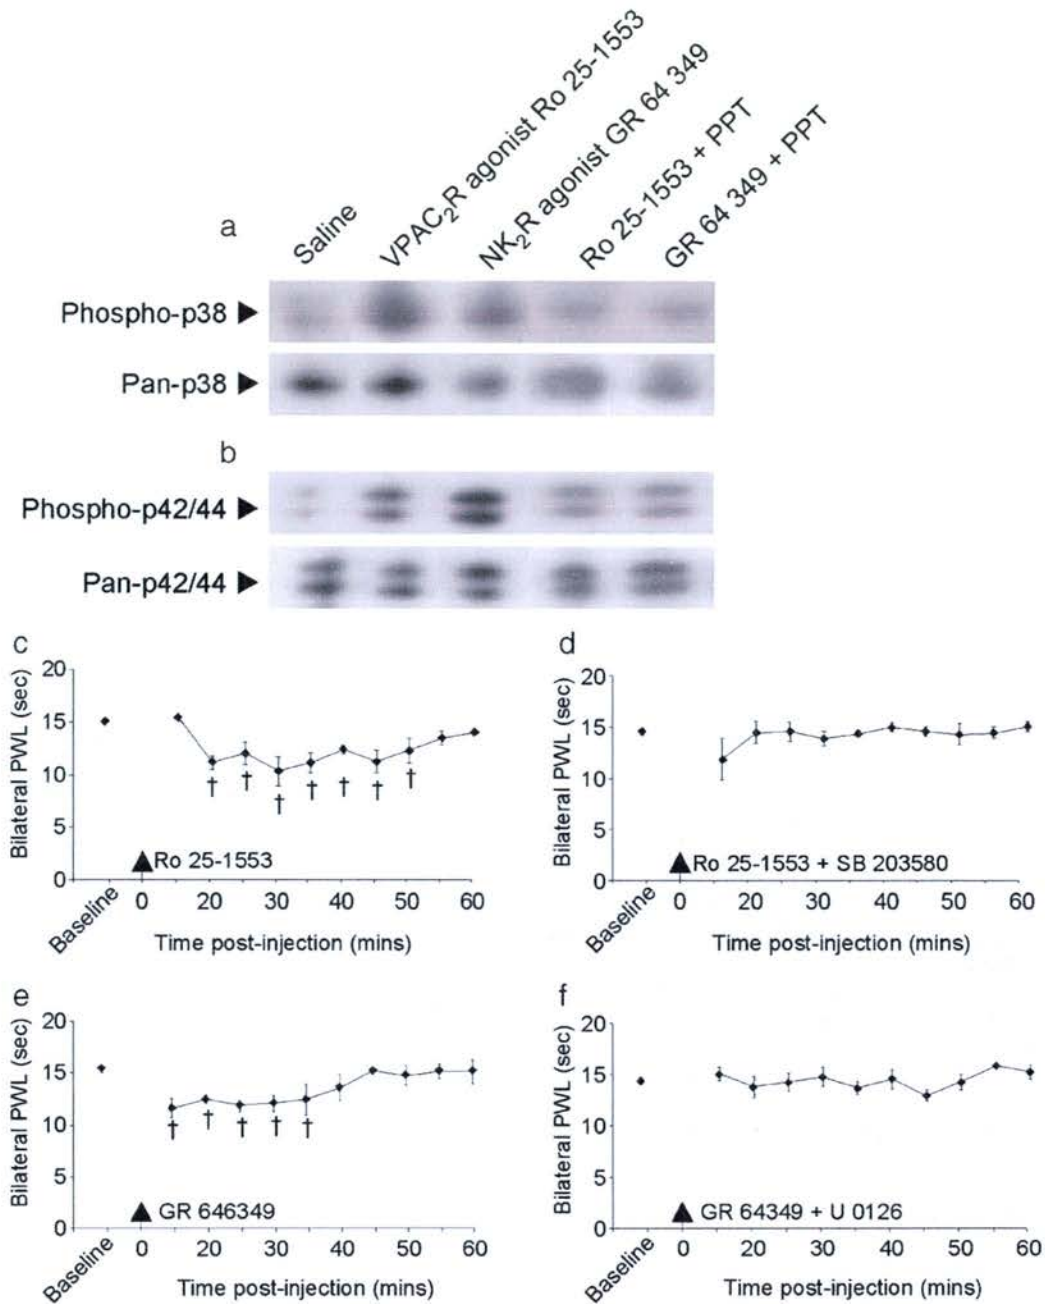 a
Saline
VPAC₂R agonist Ro 25-1553
NK₂R agonist GR 64 349
Ro 25-1553 + PPT
GR 64 349 + PPT
Phospho-p38
Pan-p38
b
Phospho-p42/44
Pan-p42/44
c
Bilateral PWL (sec)
20
15
10
5
0
† † † † † † †
Ro 25-1553
Baseline 0 20 30 40 50 60
Time post-injection (mins)
d
Bilateral PWL (sec)
20
15
10
5
0
Ro 25-1553 + SB 203580
Baseline 0 20 30 40 50 60
Time post-injection (mins)
e
Bilateral PWL (sec)
20
15
10
5
0
† † † † †
GR 646349
Baseline 0 20 30 40 50 60
Time post-injection (mins)
f
Bilateral PWL (sec)
20
15
10
5
0
GR 64349 + U 0126
Baseline 0 20 30 40 50 60
Time post-injection (mins)